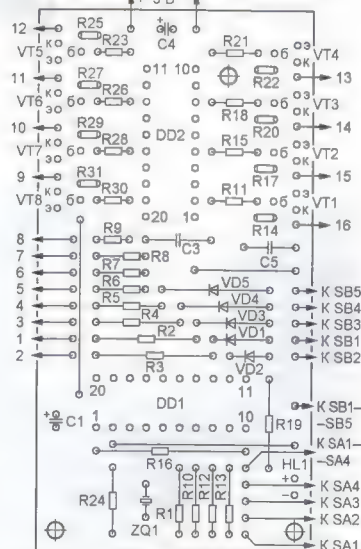 + 5 В
12 R25 + C4
VT5 К Э б R23 R21 б Э К VT4
11 R27 11 10 R22 13
VT6 К Э б R26 R18 б Э К VT3
10 R29 DD2 R20 14
VT7 К Э б R28 R15 б Э К VT2
9 R31 R17 15
VT8 К Э б R30 20 1 R11 б Э К VT1
R14 16
8 R9 C3 C5
7 R8
6 R7
5 R6 VD5 К SB5
4 R5 VD4 К SB4
3 R4 VD3 К SB3
1 R2 VD1 К SB1
2 R3 VD2 К SB2
20 11
+ C1 1 DD1 10 R19 К SB1–
–SB5
R16 К SA1–
–SA4
HL1
R24 ZQ1 R1 R10 R12 R13 + К SA4
– К SA3
К SA2
К SA1